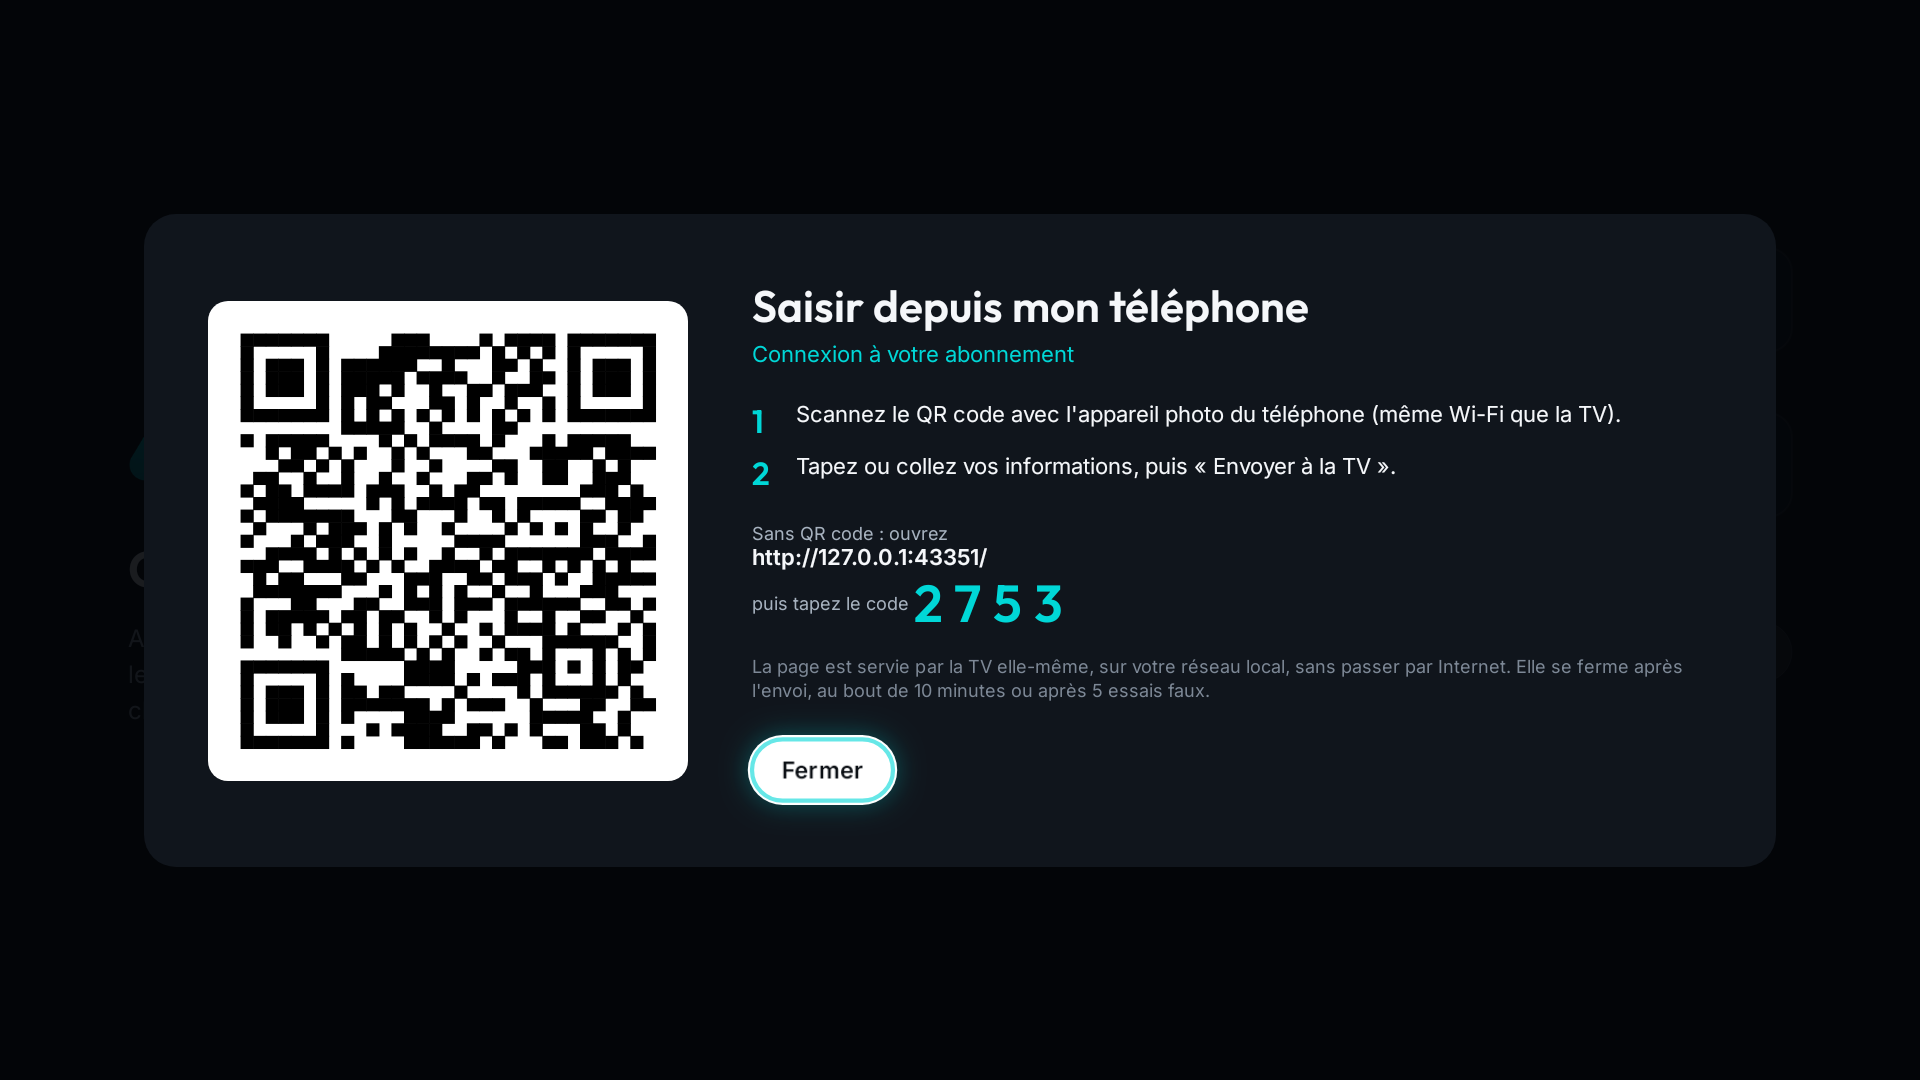 Saisir depuis mon téléphone
Connexion à votre abonnement
1 Scannez le QR code avec l'appareil photo du téléphone (même Wi-Fi que la TV).
2 Tapez ou collez vos informations, puis « Envoyer à la TV ».
Sans QR code : ouvrez
http://127.0.0.1:43351/
puis tapez le code 2 7 5 3
La page est servie par la TV elle-même, sur votre réseau local, sans passer par Internet. Elle se ferme après
l'envoi, au bout de 10 minutes ou après 5 essais faux.
Fermer